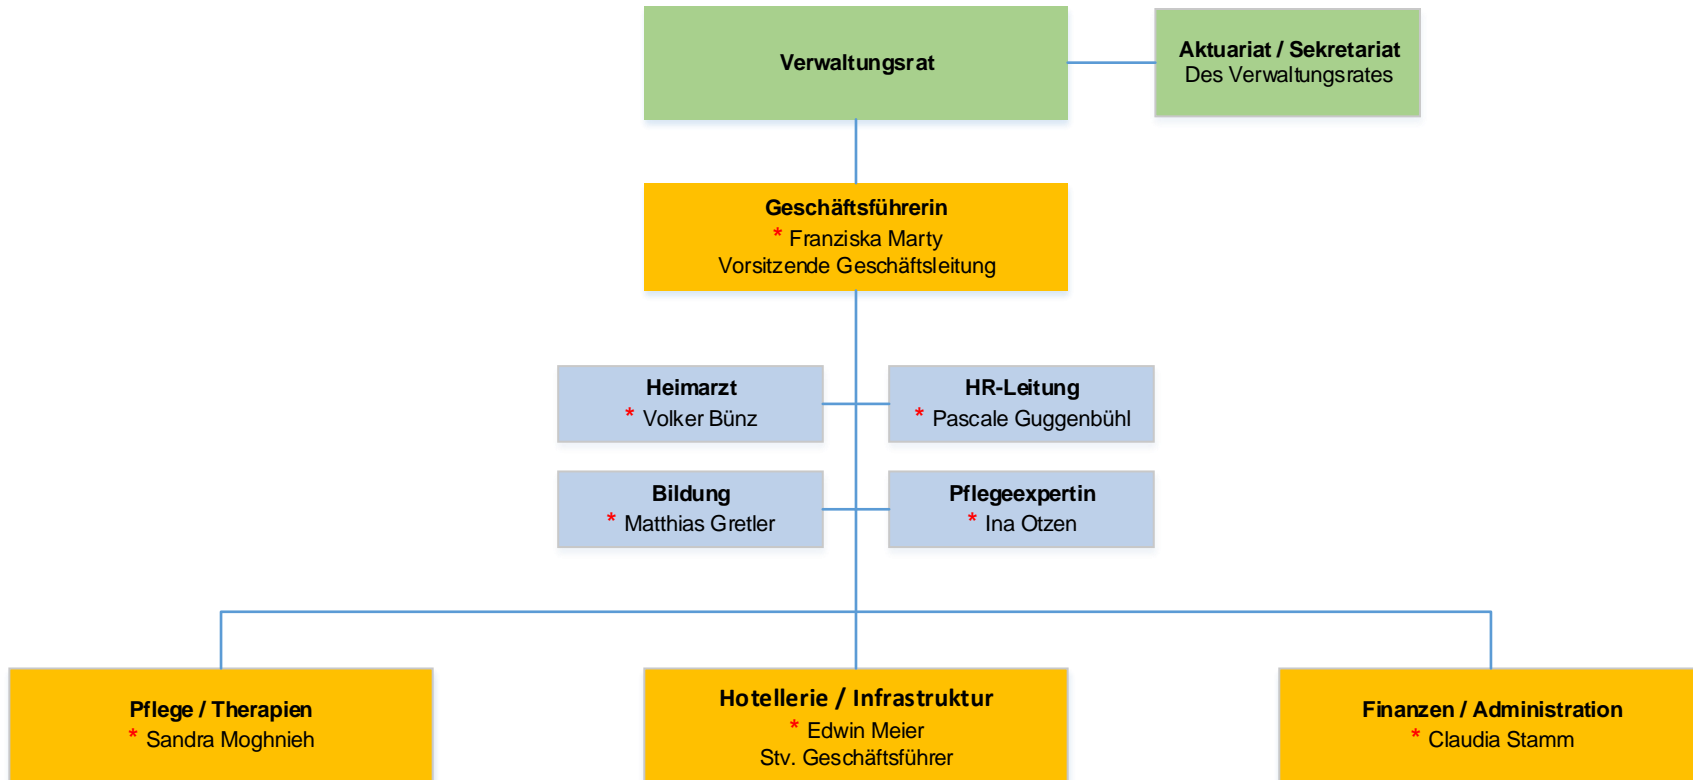 Verwaltungsrat
Aktuariat / Sekretariat
Des Verwaltungsrates
Geschäftsführerin
* Franziska Marty
Vorsitzende Geschäftsleitung
Heimarzt
* Volker Bünz
HR-Leitung
* Pascale Guggenbühl
Bildung
* Matthias Gretler
Pflegeexpertin
* Ina Otzen
Pflege / Therapien
* Sandra Moghnieh
Hotellerie / Infrastruktur
* Edwin Meier
Stv. Geschäftsführer
Finanzen / Administration
* Claudia Stamm